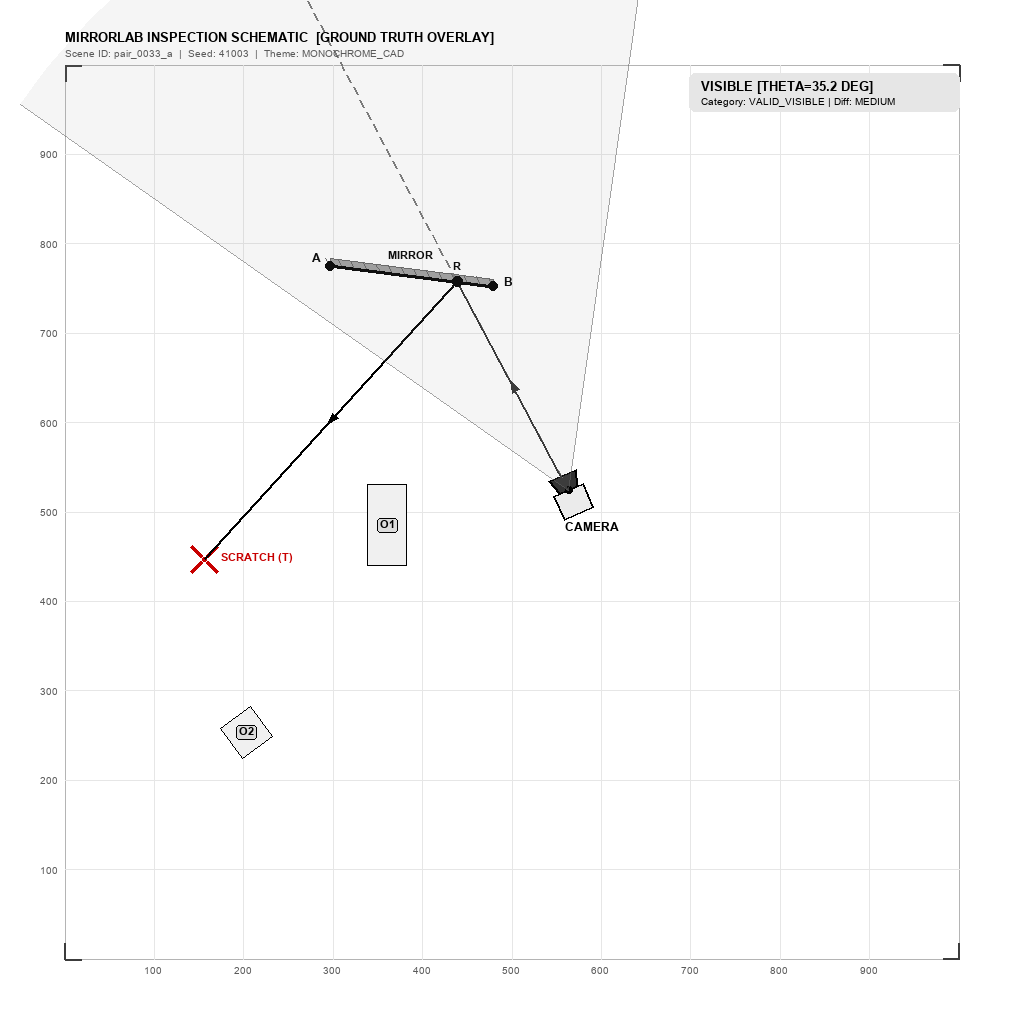 MIRRORLAB INSPECTION SCHEMATIC  [GROUND TRUTH OVERLAY]
Scene ID: pair_0033_a  |  Seed: 41003  |  Theme: MONOCHROME_CAD
VISIBLE [THETA=35.2 DEG]
Category: VALID_VISIBLE | Diff: MEDIUM
900
800
A
MIRROR
R
B
700
600
500
O1
CAMERA
SCRATCH (T)
400
300
O2
200
100
100 200 300 400 500 600 700 800 900